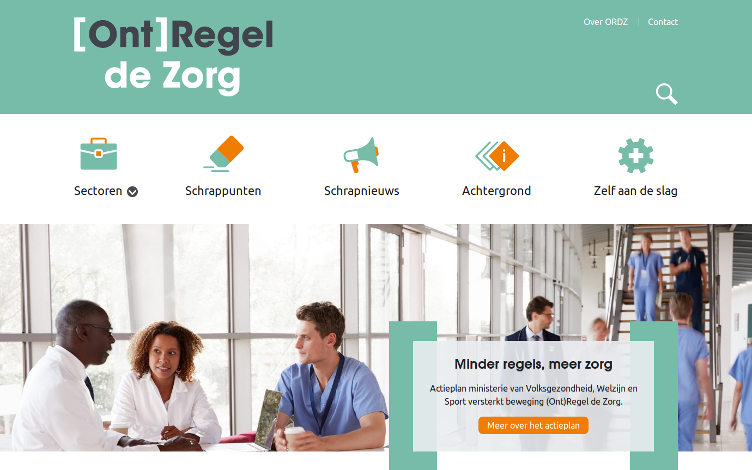 [Ont]Regel
de Zorg
Over ORDZ
Contact
Sectoren
Schrappunten
Schrapnieuws
Achtergrond
Zelf aan de slag
Minder regels, meer zorg
Actieplan ministerie van Volksgezondheid, Welzijn en
Sport versterkt beweging (Ont)Regel de Zorg.
Meer over het actieplan